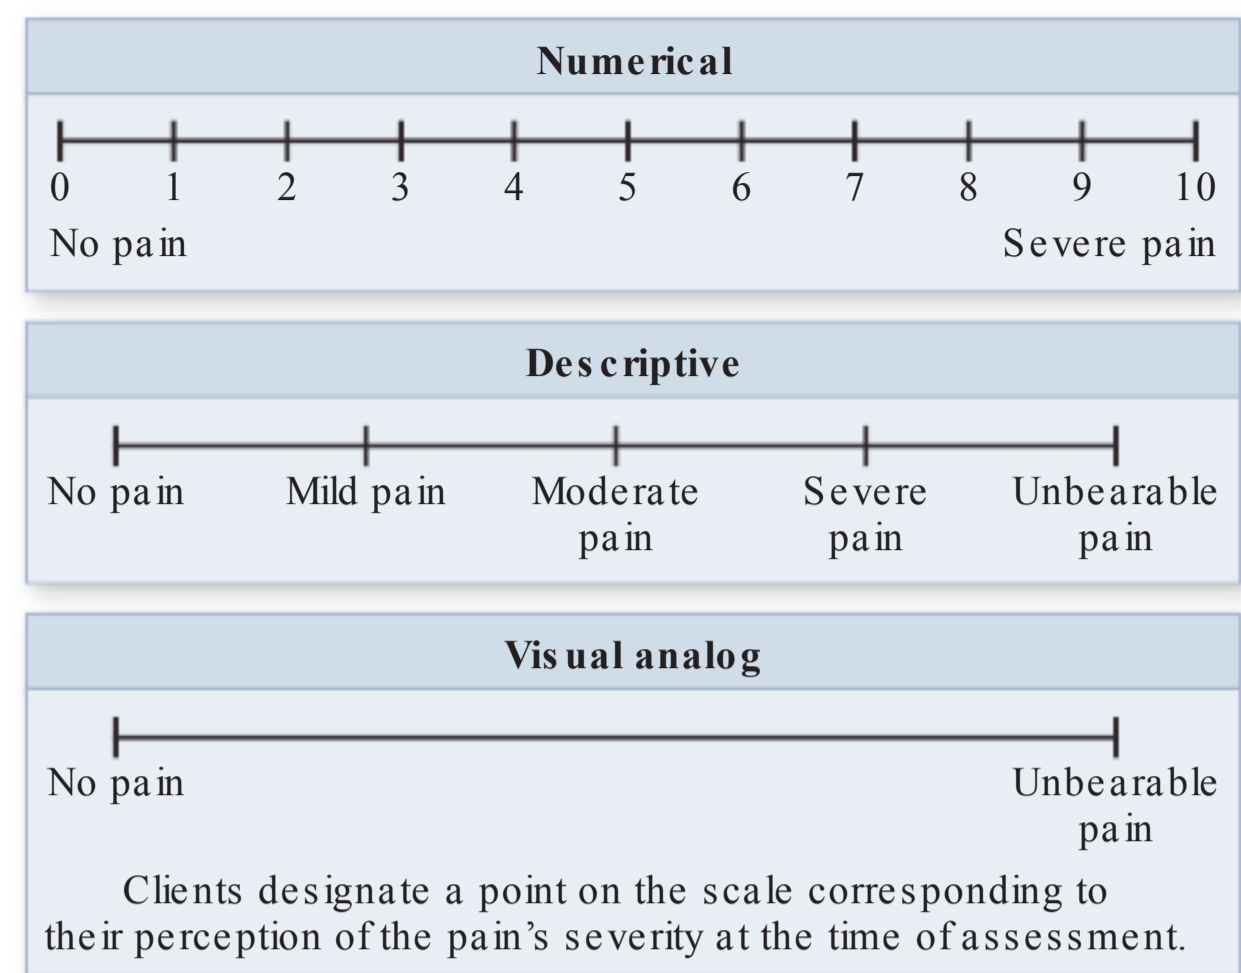 Numerical
0 1 2 3 4 5 6 7 8 9 10
No pain Severe pain
Descriptive
No pain Mild pain Moderate pain Severe pain Unbearable pain
Visual analog
No pain Unbearable pain
Clients designate a point on the scale corresponding to
their perception of the pain’s severity at the time of assessment.